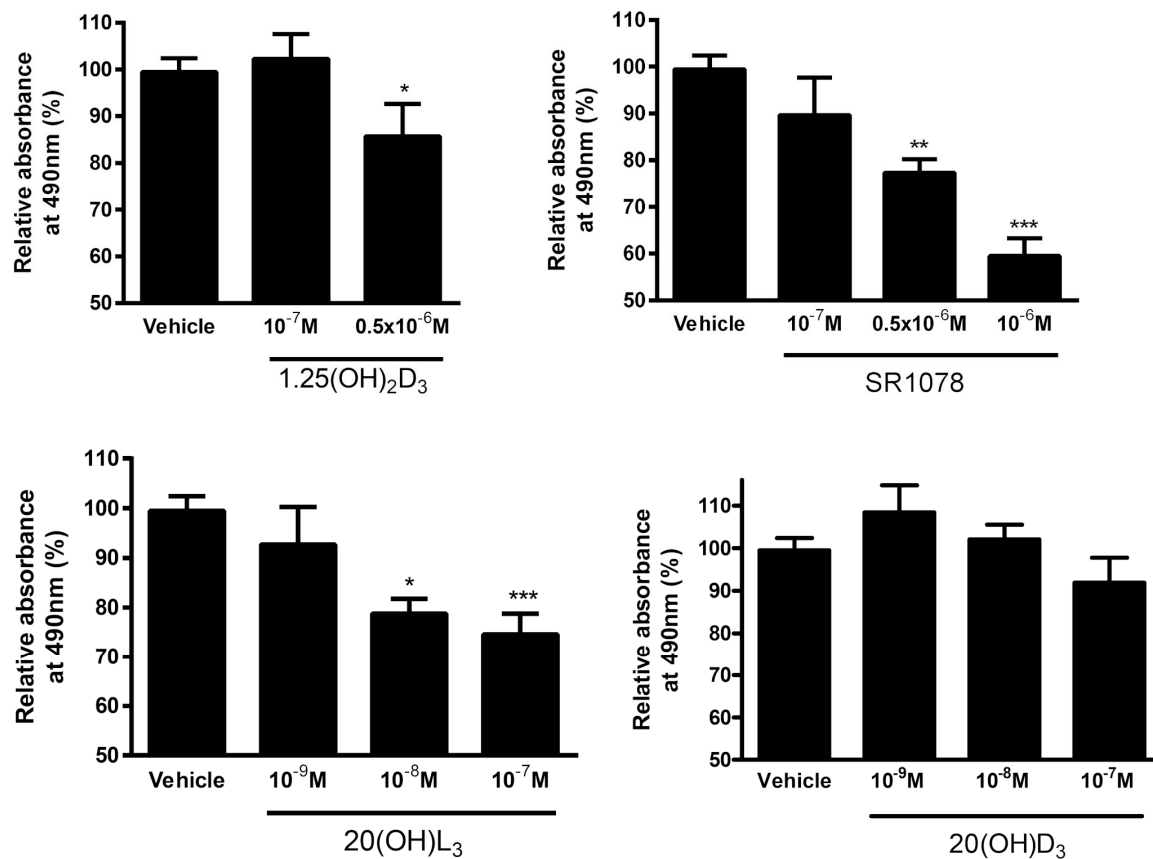 Relative absorbance
at 490nm (%)
110
100
90
80
70
60
50
*
Vehicle
10⁻⁷M
0.5x10⁻⁶M
1.25(OH)₂D₃
Relative absorbance
at 490nm (%)
110
100
90
80
70
60
50
**
***
Vehicle
10⁻⁷M
0.5x10⁻⁶M
10⁻⁶M
SR1078
Relative absorbance
at 490nm (%)
110
100
90
80
70
60
50
*
***
Vehicle
10⁻⁹M
10⁻⁸M
10⁻⁷M
20(OH)L₃
Relative absorbance
at 490nm (%)
110
100
90
80
70
60
50
Vehicle
10⁻⁹M
10⁻⁸M
10⁻⁷M
20(OH)D₃